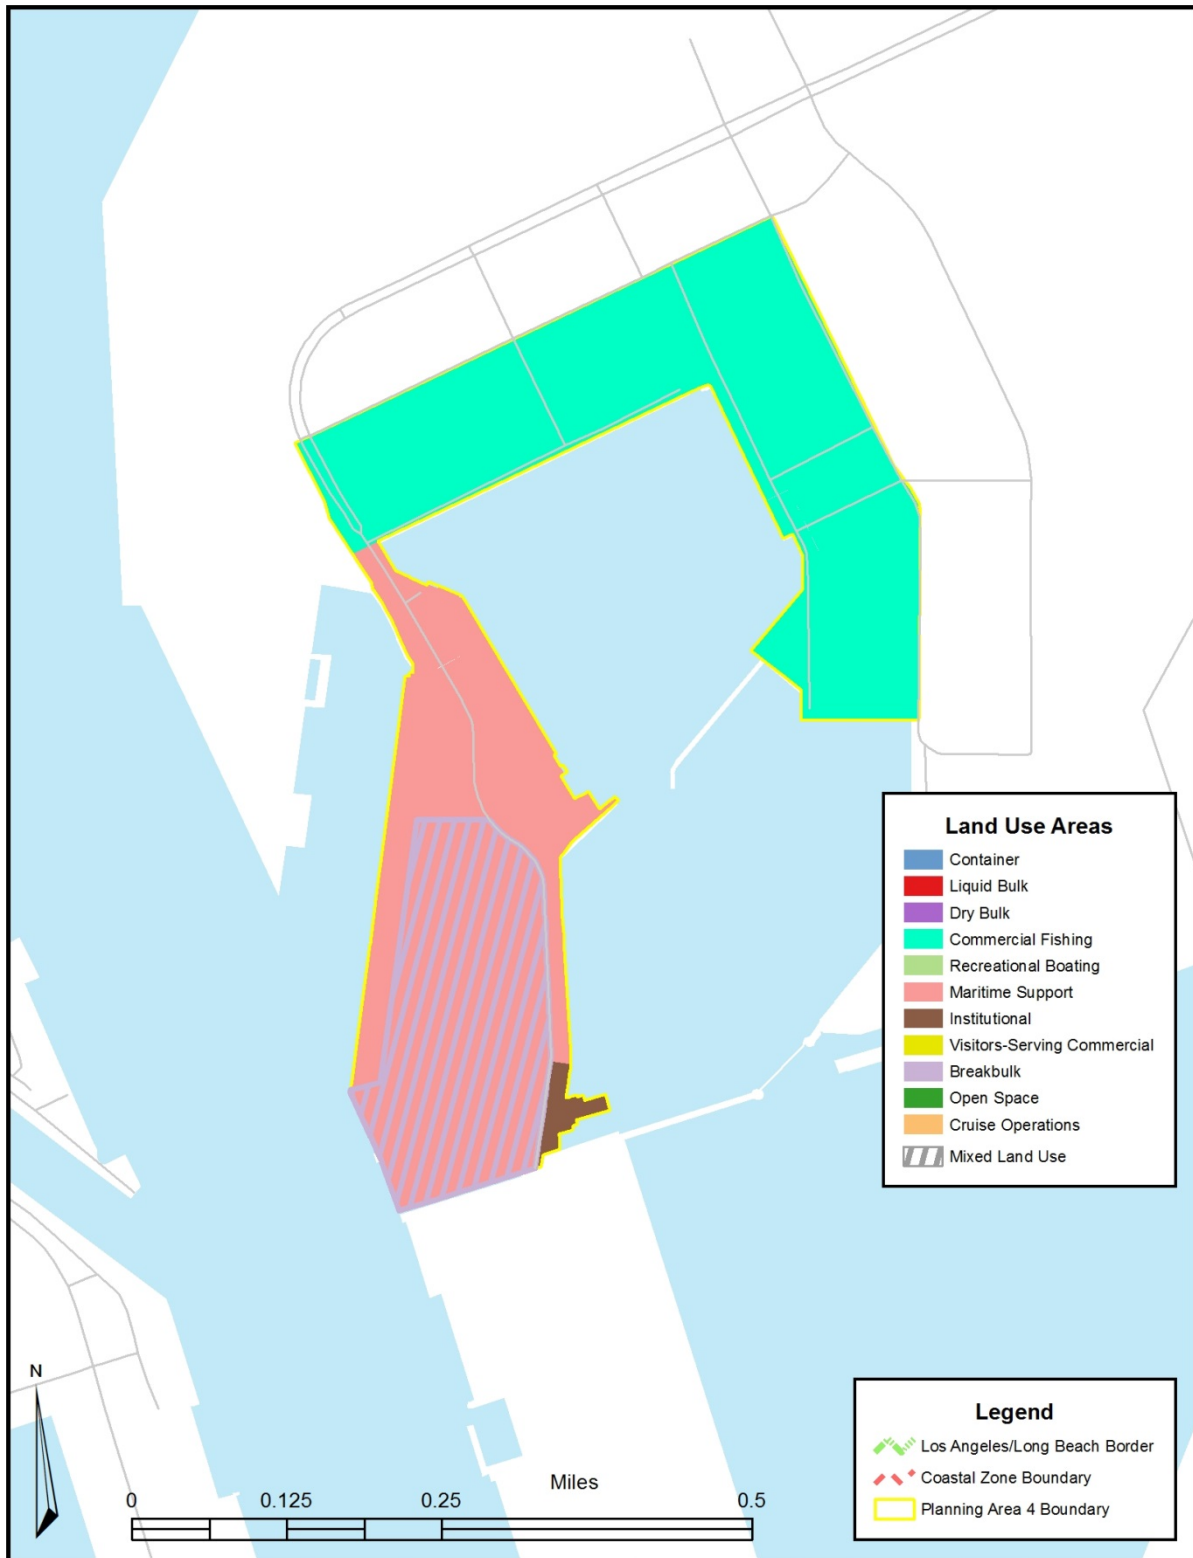 Land Use Areas
Container
Liquid Bulk
Dry Bulk
Commercial Fishing
Recreational Boating
Maritime Support
Institutional
Visitors-Serving Commercial
Breakbulk
Open Space
Cruise Operations
Mixed Land Use
N
Miles
0 0.125 0.25 0.5
Legend
Los Angeles/Long Beach Border
Coastal Zone Boundary
Planning Area 4 Boundary